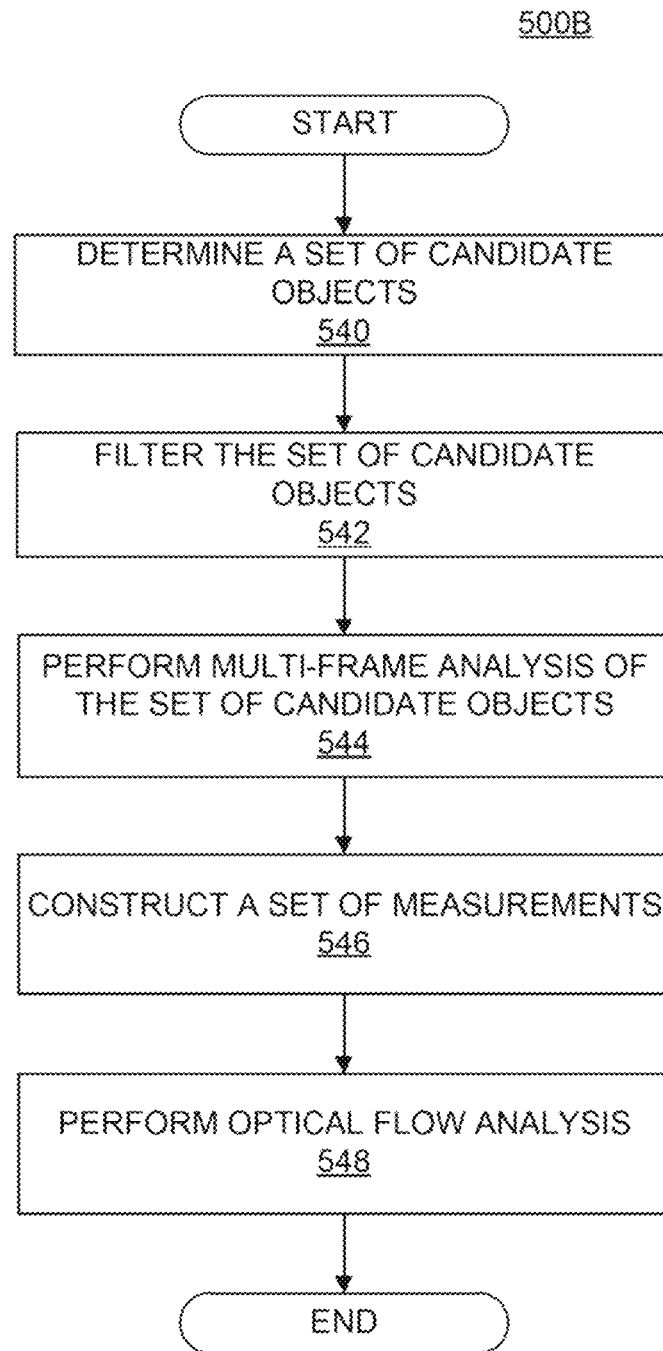 500B
START
DETERMINE A SET OF CANDIDATE
OBJECTS
540
FILTER THE SET OF CANDIDATE
OBJECTS
542
PERFORM MULTI-FRAME ANALYSIS OF
THE SET OF CANDIDATE OBJECTS
544
CONSTRUCT A SET OF MEASUREMENTS
546
PERFORM OPTICAL FLOW ANALYSIS
548
END